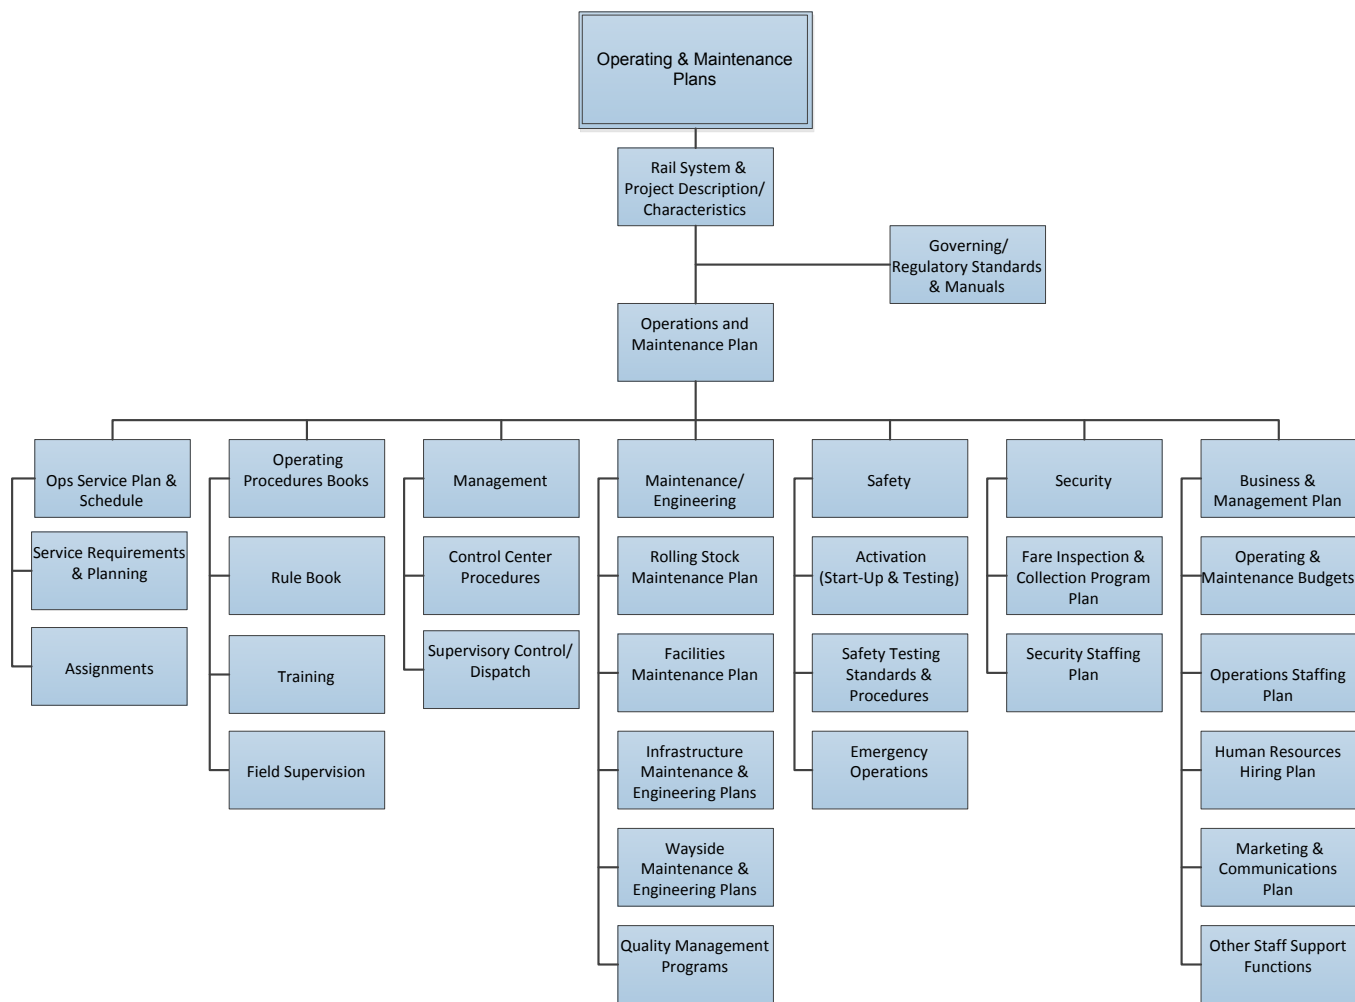 Operating & Maintenance
Plans
Rail System &
Project Description/
Characteristics
Governing/
Regulatory Standards
& Manuals
Operations and
Maintenance Plan
Ops Service Plan &
Schedule
Service Requirements
& Planning
Assignments
Operating
Procedures Books
Rule Book
Training
Field Supervision
Management
Control Center
Procedures
Supervisory Control/
Dispatch
Maintenance/
Engineering
Rolling Stock
Maintenance Plan
Facilities
Maintenance Plan
Infrastructure
Maintenance &
Engineering Plans
Wayside
Maintenance &
Engineering Plans
Quality Management
Programs
Safety
Activation
(Start-Up & Testing)
Safety Testing
Standards &
Procedures
Emergency
Operations
Security
Fare Inspection &
Collection Program
Plan
Security Staffing
Plan
Business &
Management Plan
Operating &
Maintenance Budgets
Operations Staffing
Plan
Human Resources
Hiring Plan
Marketing &
Communications
Plan
Other Staff Support
Functions